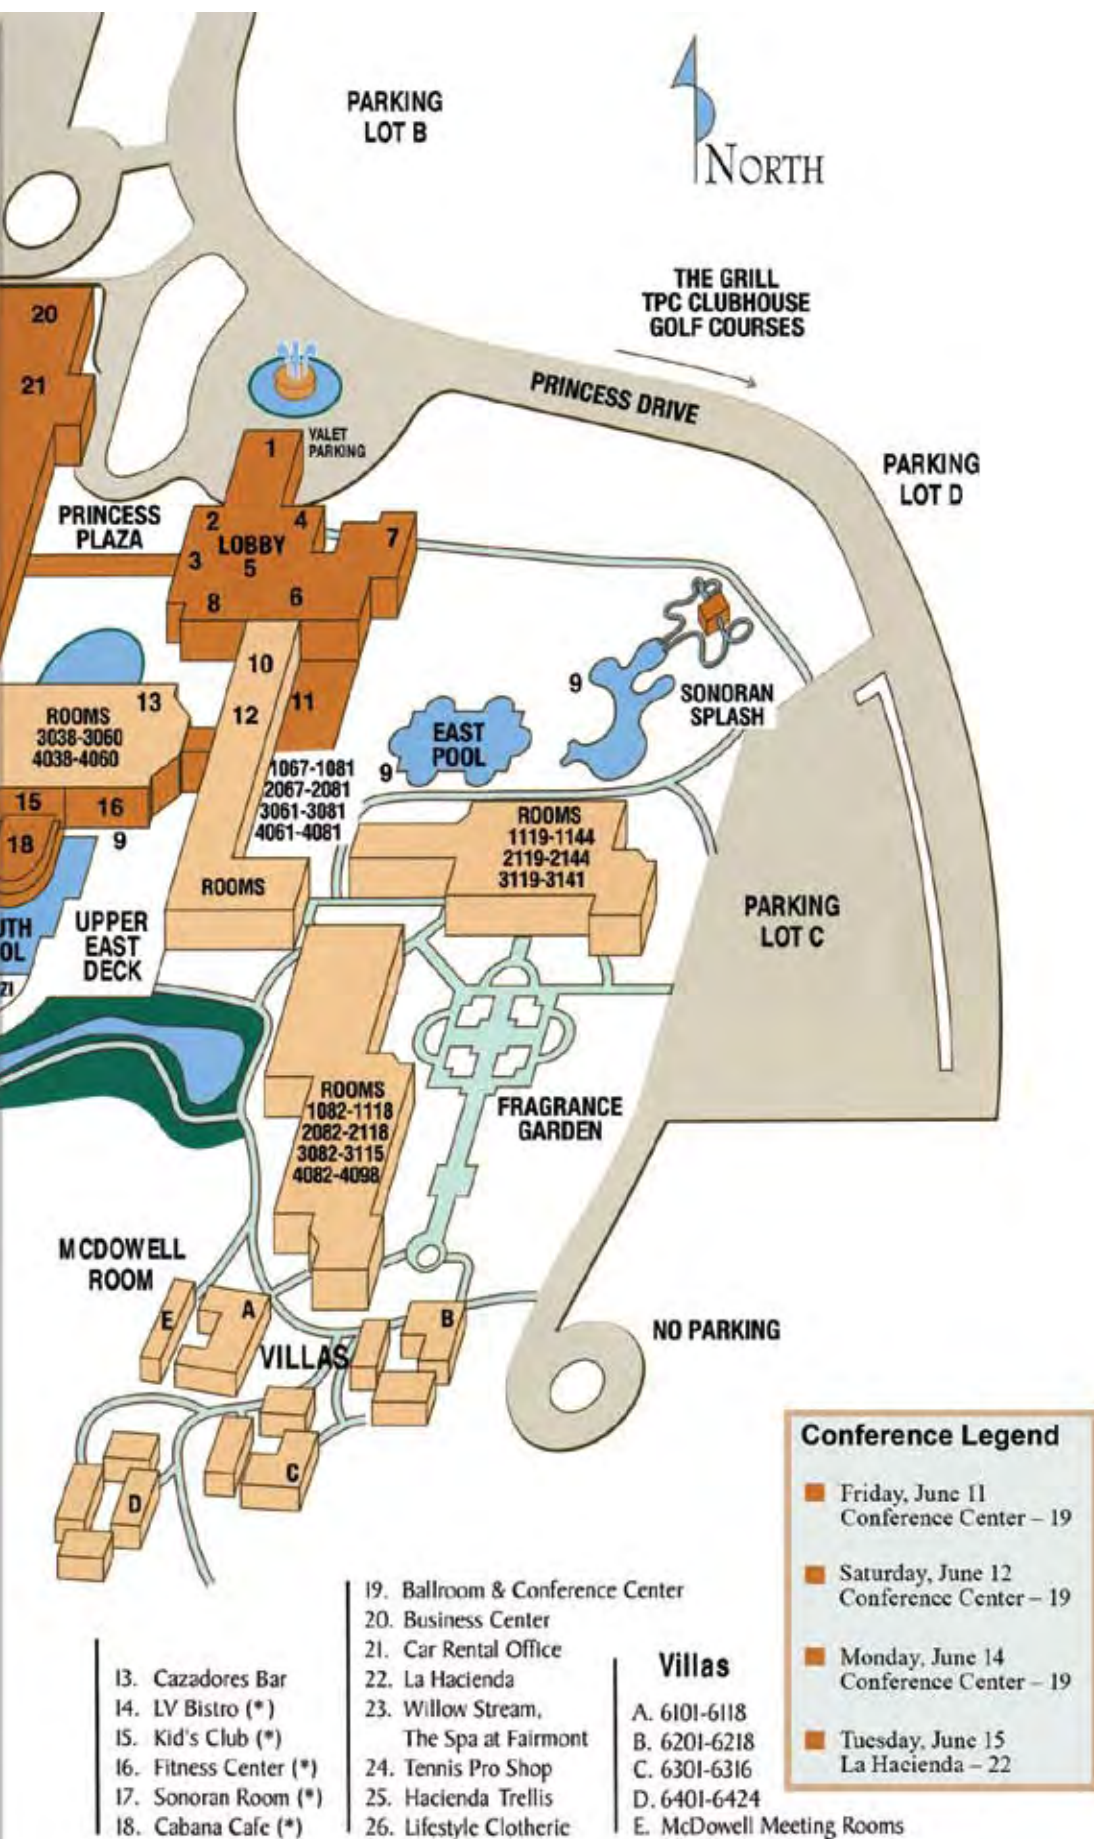 PARKING
LOT B
NORTH
THE GRILL
TPC CLUBHOUSE
GOLF COURSES
20
21
PRINCESS DRIVE
1
VALET
PARKING
PARKING
LOT D
PRINCESS
PLAZA
2
4
LOBBY
7
3
5
8
6
10
9
SONORAN
SPLASH
13
11
12
ROOMS
3038-3060
4038-4060
EAST
POOL
9
1067-1081
2067-2081
3061-3081
4061-4081
15
16
18
9
ROOMS
1119-1144
2119-2144
3119-3141
ROOMS
PARKING
LOT C
UTH
OL
UPPER
EAST
DECK
ZI
ROOMS
1082-1118
2082-2118
3082-3115
4082-4098
FRAGRANCE
GARDEN
MCDOWELL
ROOM
E
A
B
VILLAS
NO PARKING
C
D
Conference Legend
Friday, June 11
Conference Center – 19
Saturday, June 12
Conference Center – 19
Monday, June 14
Conference Center – 19
Tuesday, June 15
La Hacienda – 22
13. Cazadores Bar
14. LV Bistro (*)
15. Kid's Club (*)
16. Fitness Center (*)
17. Sonoran Room (*)
18. Cabana Cafe (*)
19. Ballroom & Conference Center
20. Business Center
21. Car Rental Office
22. La Hacienda
23. Willow Stream,
The Spa at Fairmont
24. Tennis Pro Shop
25. Hacienda Trellis
26. Lifestyle Clotherie
Villas
A. 6101-6118
B. 6201-6218
C. 6301-6316
D. 6401-6424
E. McDowell Meeting Rooms